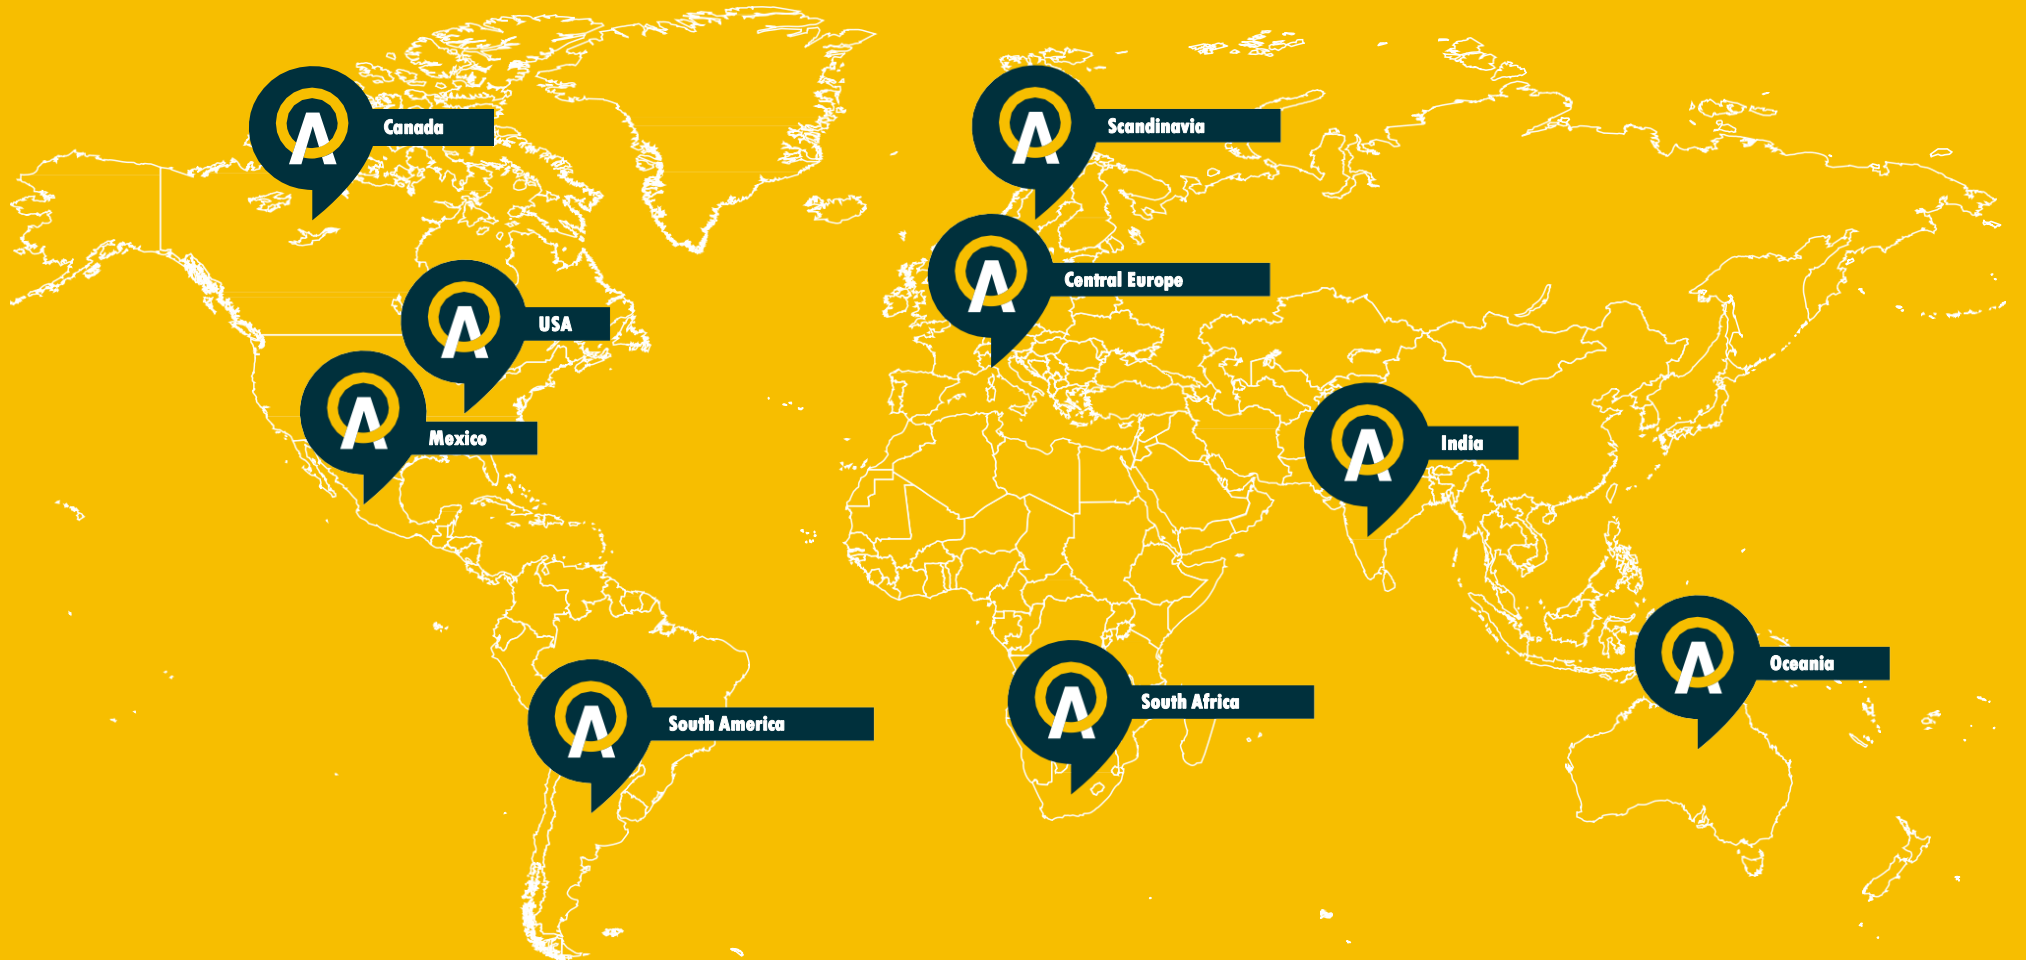 Canada
Scandinavia
Central Europe
USA
Mexico
India
Oceania
South Africa
South America